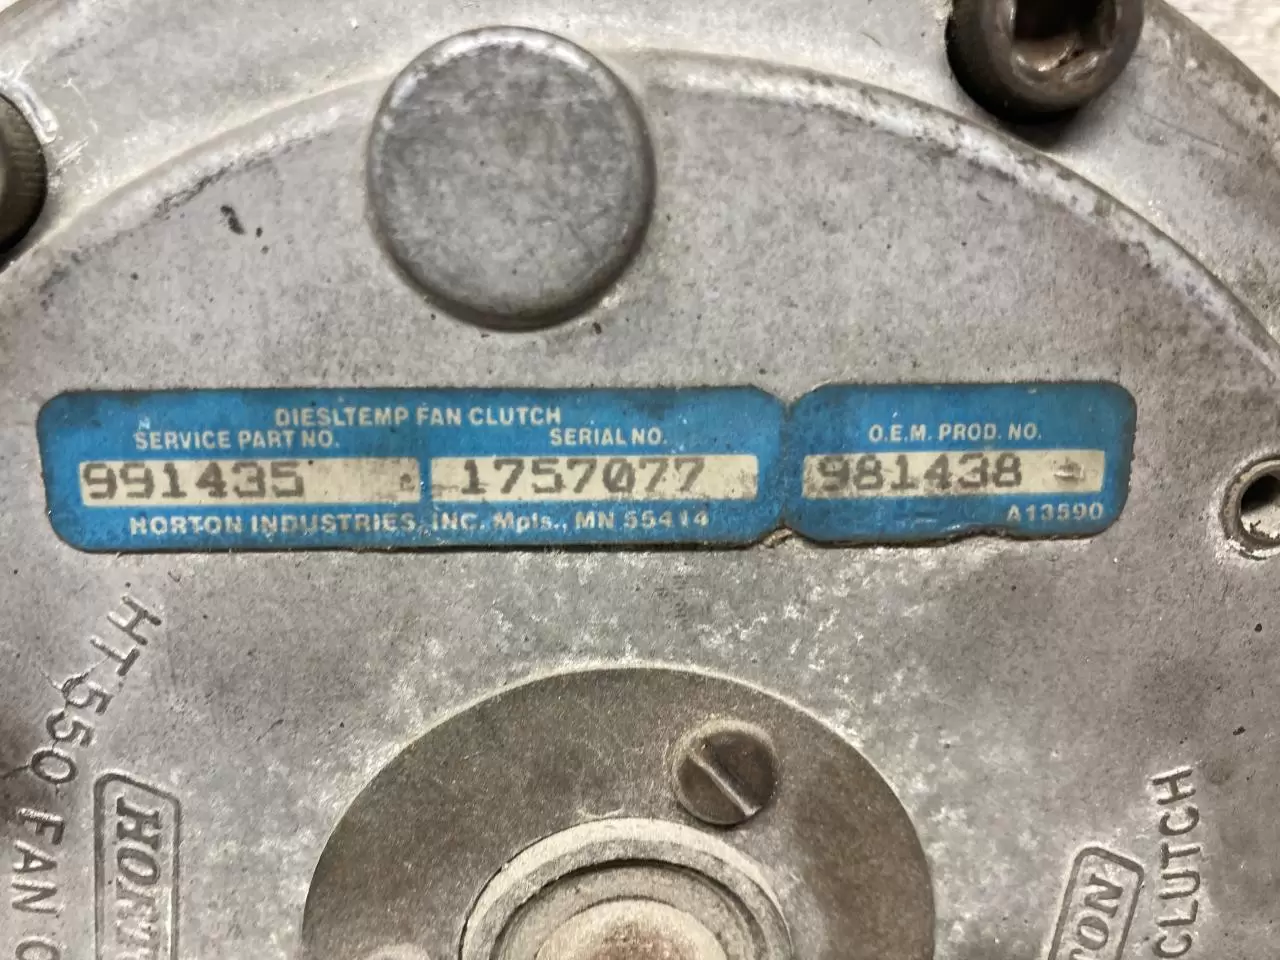 DIESLTEMP FAN CLUTCH
SERVICE PART NO. SERIAL NO. O.E.M. PROD. NO.
991435 1757077 981438
HORTON INDUSTRIES, INC. Mpls., MN 55414 A13590
HT 550 FAN
CLUTCH